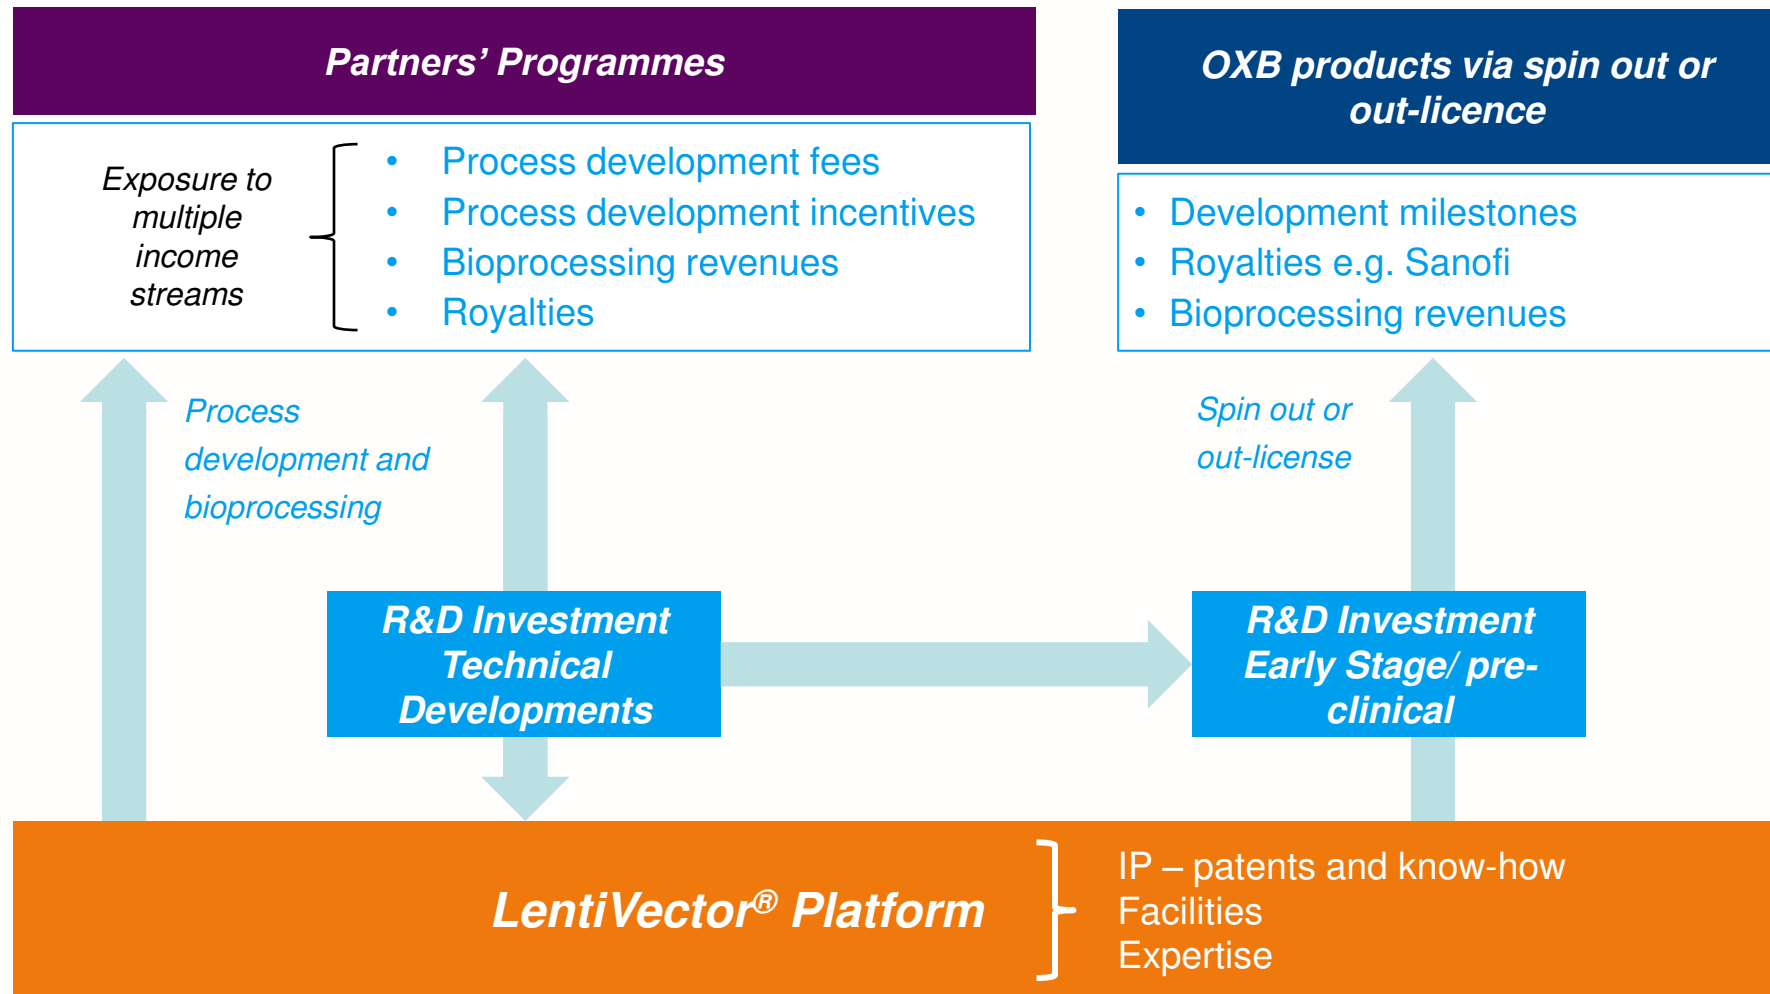 Partners’ Programmes
Exposure to
multiple
income
streams
• Process development fees
• Process development incentives
• Bioprocessing revenues
• Royalties
OXB products via spin out or
out-licence
• Development milestones
• Royalties e.g. Sanofi
• Bioprocessing revenues
Process
development and
bioprocessing
Spin out or
out-license
R&D Investment
Technical
Developments
R&D Investment
Early Stage/ pre-
clinical
LentiVector® Platform
IP – patents and know-how
Facilities
Expertise